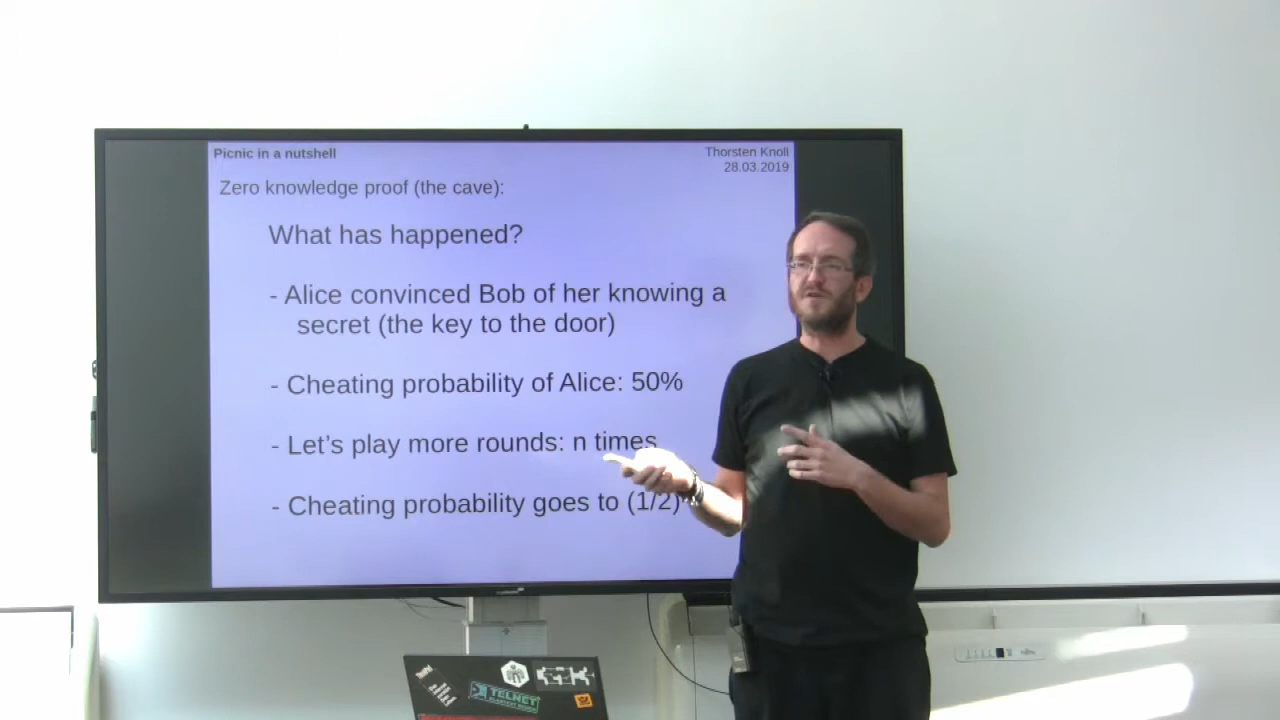 Picnic in a nutshell
Thorsten Knoll
28.03.2019
Zero knowledge proof (the cave):
What has happened?
- Alice convinced Bob of her knowing a
secret (the key to the door)
- Cheating probability of Alice: 50%
- Let's play more rounds: n times
- Cheating probability goes to (1/2)
TELNET